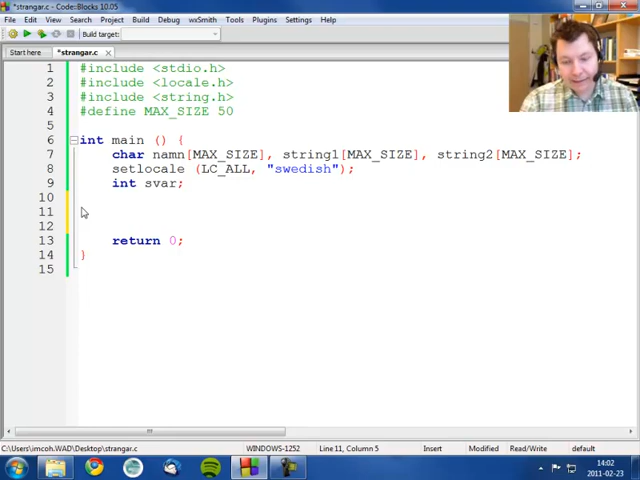 *strangar.c - Code::Blocks 10.05
File Edit View Search Project Build Debug wxSmith Tools Plugins Settings Help
Build target:
Start here *strangar.c
1 #include <stdio.h>
2 #include <locale.h>
3 #include <string.h>
4 #define MAX_SIZE 50
5
6 int main () {
7 char namn[MAX_SIZE], string1[MAX_SIZE], string2[MAX_SIZE];
8 setlocale (LC_ALL, "swedish");
9 int svar;
10
11
12
13 return 0;
14 }
15
C:\Users\imcoh.WAD\Desktop\strangar.c WINDOWS-1252 Line 11, Column 5 Insert Modified Read/Write default
14:02
2011-02-23